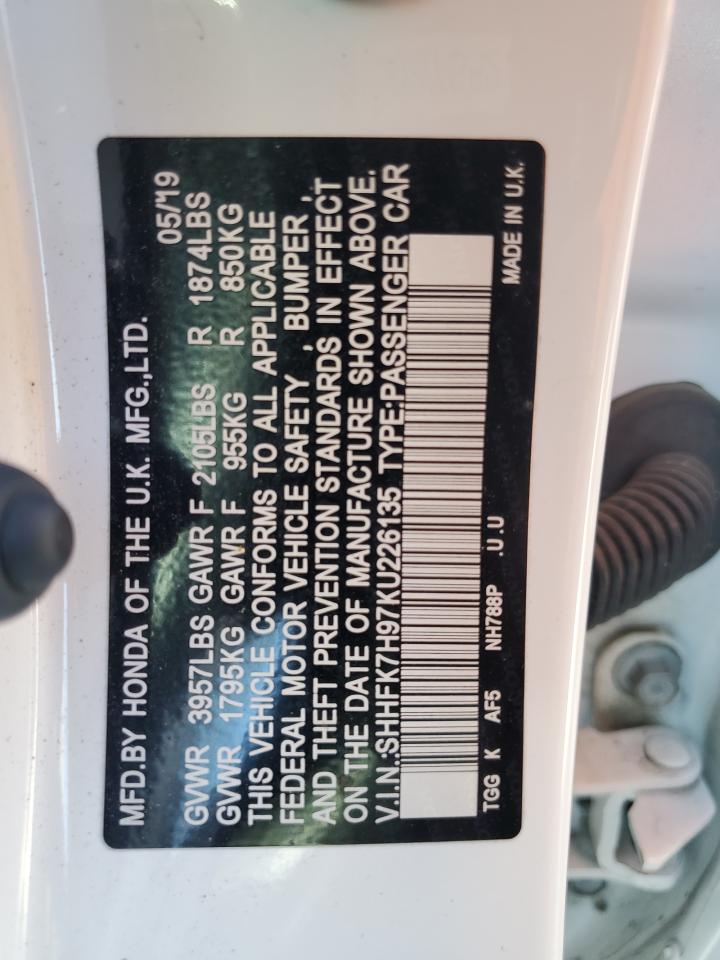 MFD.BY HONDA OF THE U.K. MFG.,LTD.
05/19
GVWR 3957LBS GAWR F 2105LBS R 1874LBS
GVWR 1795KG GAWR F 955KG R 850KG
THIS VEHICLE CONFORMS TO ALL APPLICABLE
FEDERAL MOTOR VEHICLE SAFETY , BUMPER ,
AND THEFT PREVENTION STANDARDS IN EFFECT
ON THE DATE OF MANUFACTURE SHOWN ABOVE.
V.I.N.:SHHFK7H97KU226135 TYPE:PASSENGER CAR
TGG K AF5 NH788P .U U
MADE IN U.K.